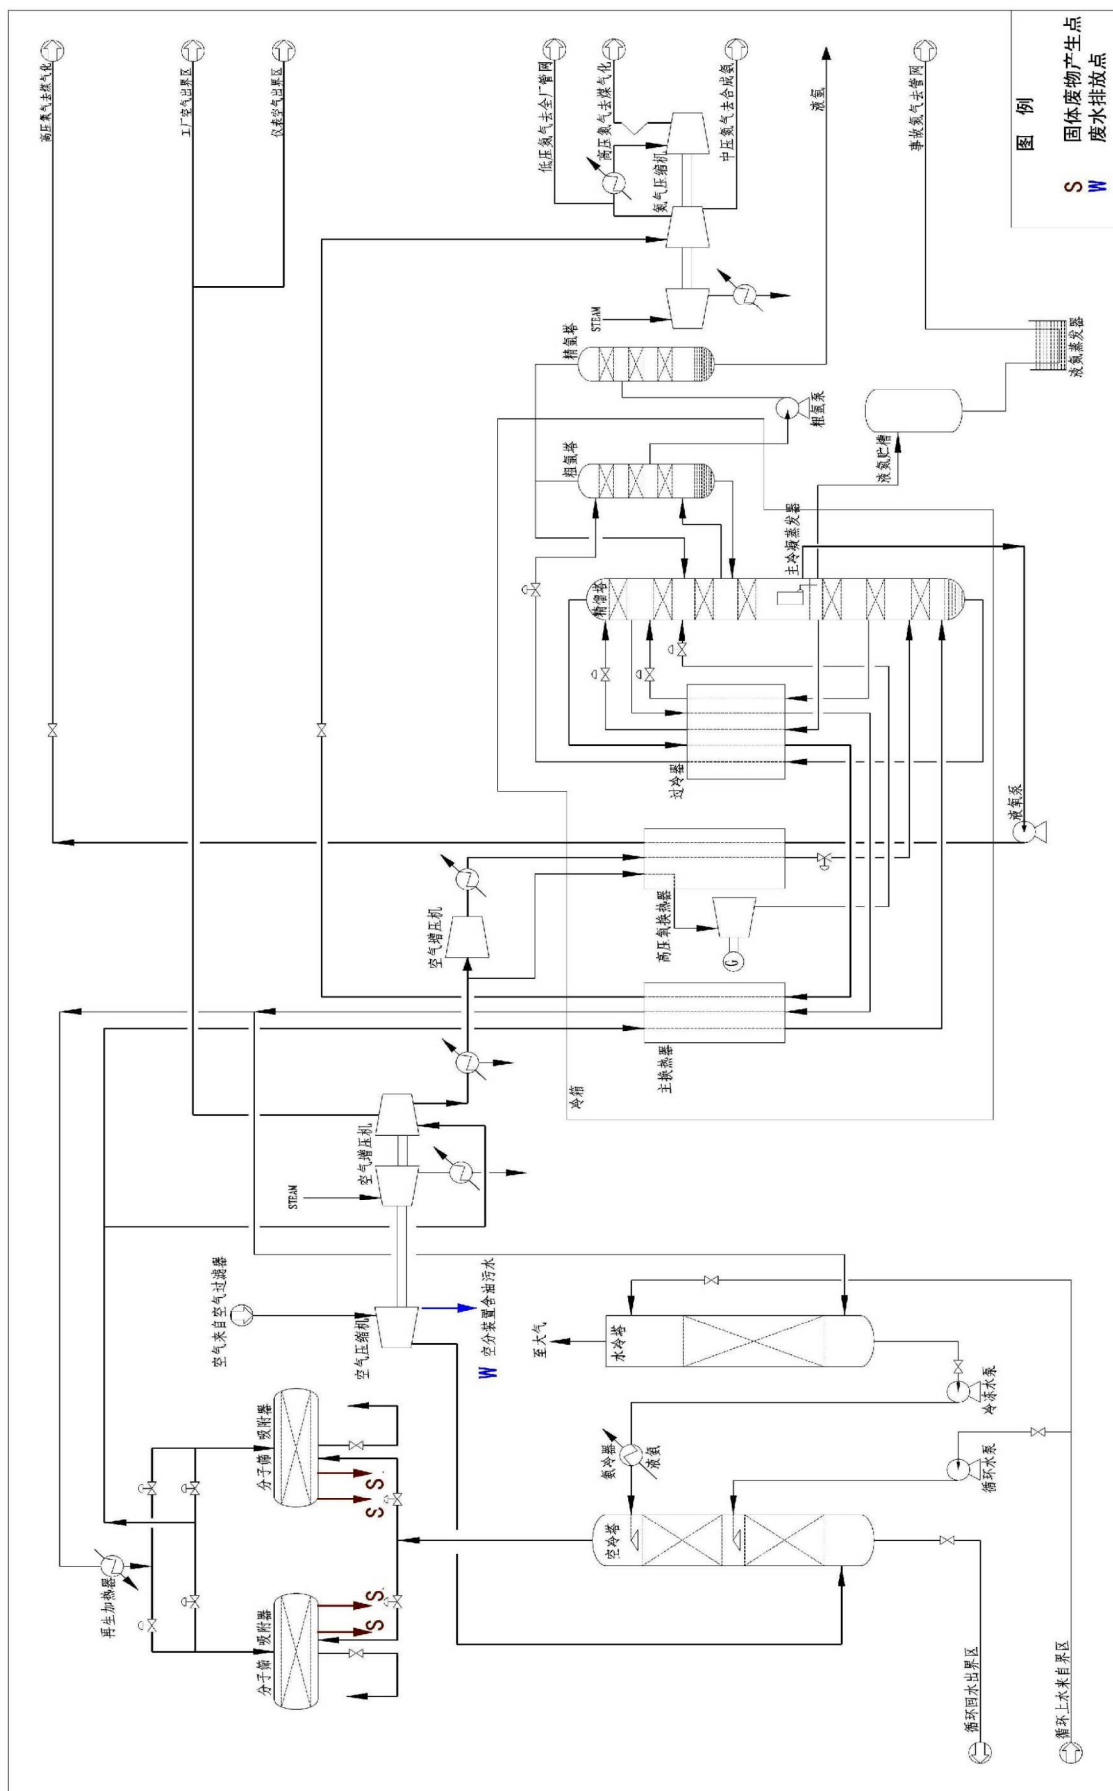 高压氧气去煤气化
工厂空气出界区
仪表空气出界区
低压氮气去全厂管网
高压氮气去煤气化
中压氮气去合成氨
液氩
事故氮气去管网
图 例
S 固体废物产生点
W 废水排放点
氮气压缩机
STEAM
精氩塔
粗氩塔
粗氩泵
液氮贮槽
液氮蒸发器
精馏塔
主冷凝蒸发器
过冷器
液氧泵
空气增压机
高压氧换热器
G
主换热器
冷箱
空气增压机
STEAM
空气来自空气过滤器
空气压缩机
W 空分装置含油污水
至大气
水冷塔
冷冻水泵
氨冷器
液氨
循环水泵
空冷塔
分子筛 吸附器
S
S
再生加热器
分子筛 吸附器
S
S
循环回水出界区
循环上水来自界区